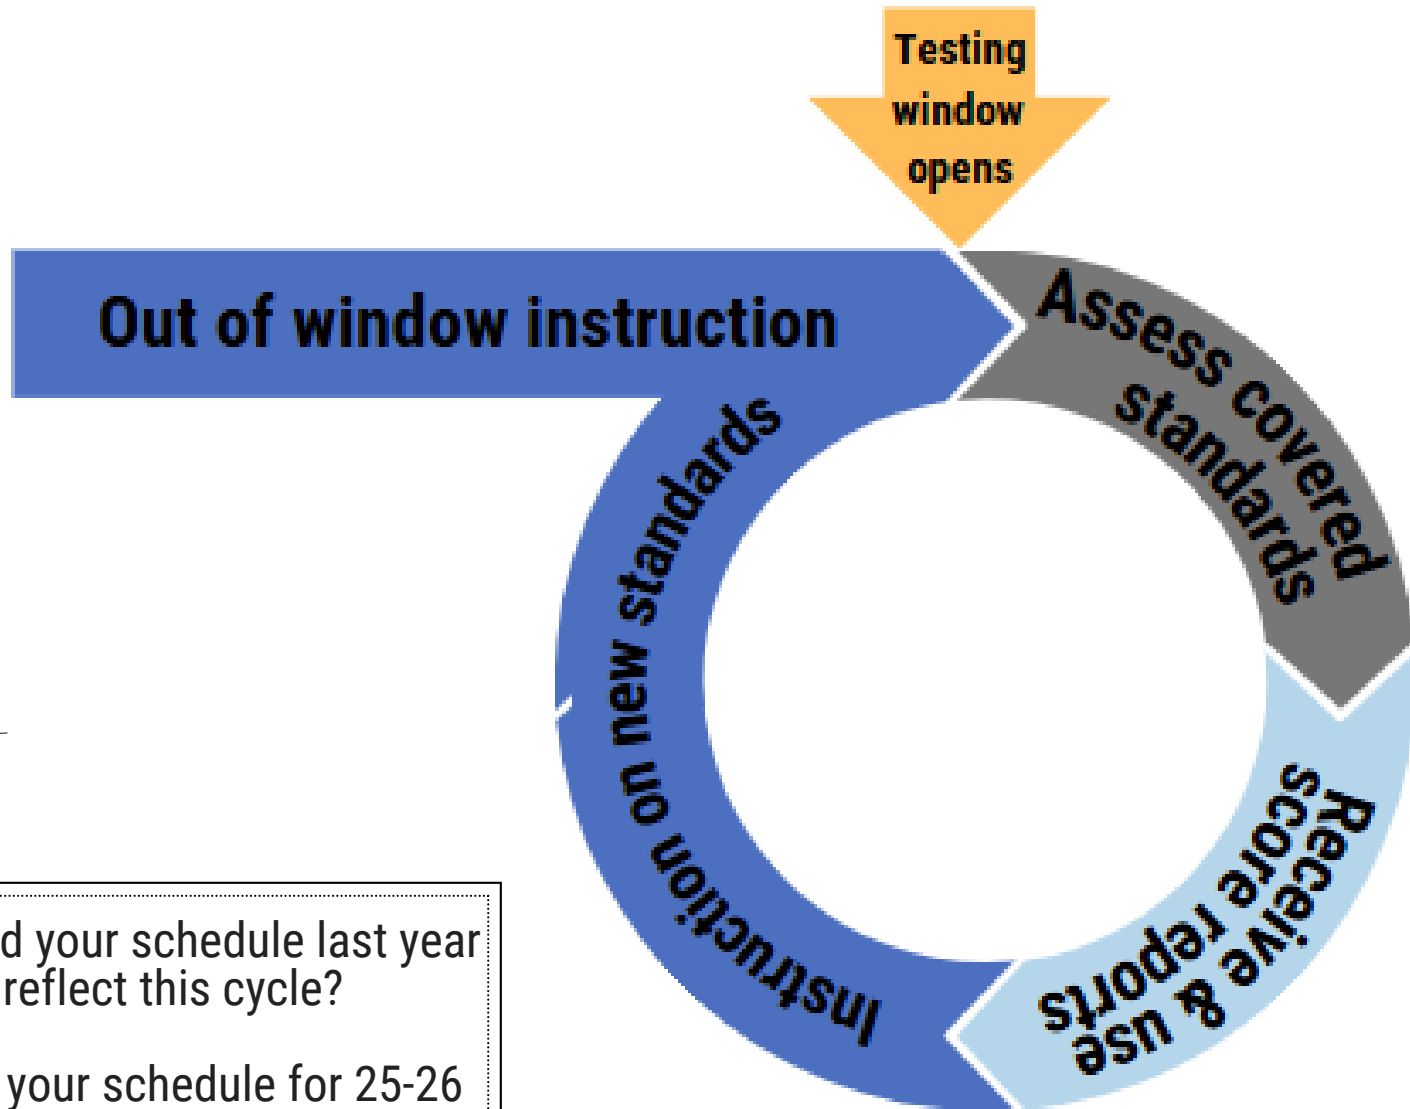 Testing
window
opens
Out of window instruction
Assess covered
standards
Receive & use
score reports
Instruction on new standards
d your schedule last year
reflect this cycle?
your schedule for 25-26